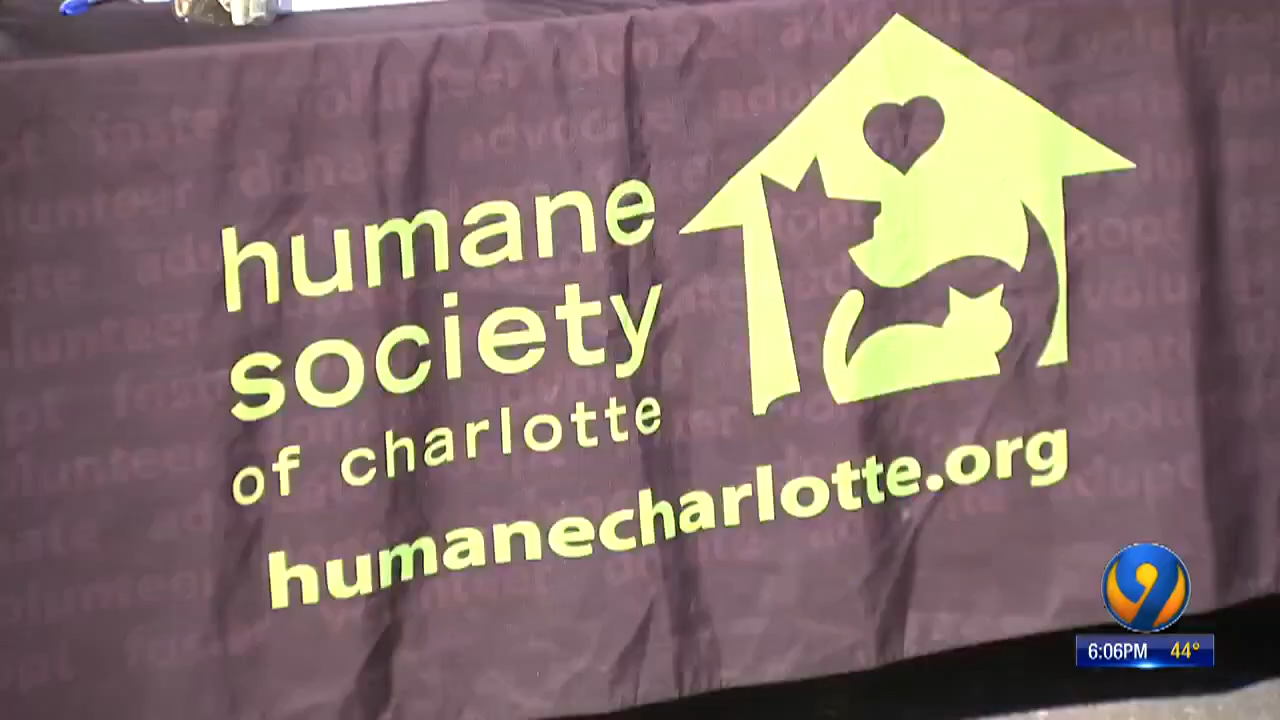 humane
society
of charlotte
humanecharlotte.org
9
6:06PM 44°